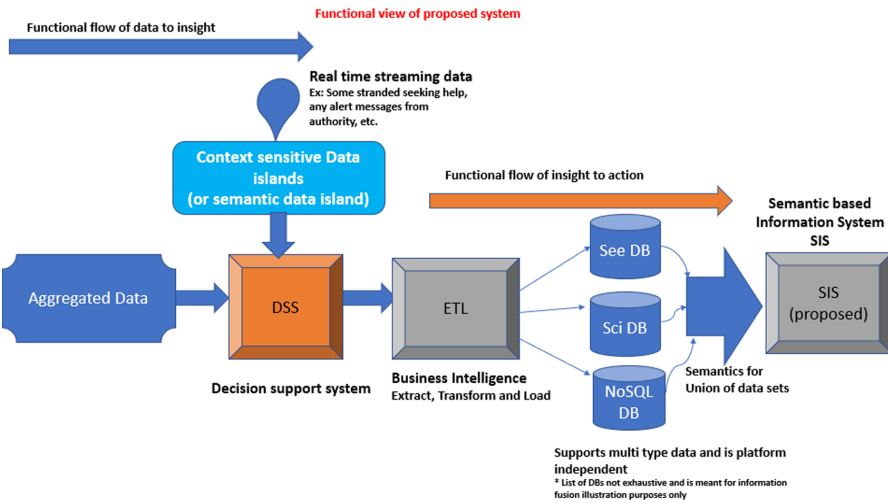 Functional view of proposed system
Functional flow of data to insight
Real time streaming data
Ex: Some stranded seeking help,
any alert messages from
authority, etc.
Context sensitive Data
islands
(or semantic data island)
Functional flow of insight to action
Semantic based
Information System
SIS
See DB
Aggregated Data
DSS
ETL
Sci DB
SIS
(proposed)
Decision support system
Business Intelligence
Extract, Transform and Load
NoSQL
DB
Semantics for
Union of data sets
Supports multi type data and is platform
independent
* List of DBs not exhaustive and is meant for information
fusion illustration purposes only